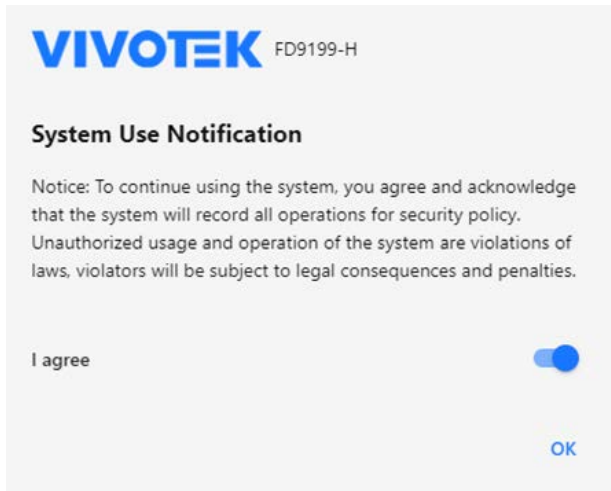 VIVOTEK FD9199-H
System Use Notification
Notice: To continue using the system, you agree and acknowledge
that the system will record all operations for security policy.
Unauthorized usage and operation of the system are violations of
laws, violators will be subject to legal consequences and penalties.
I agree
OK